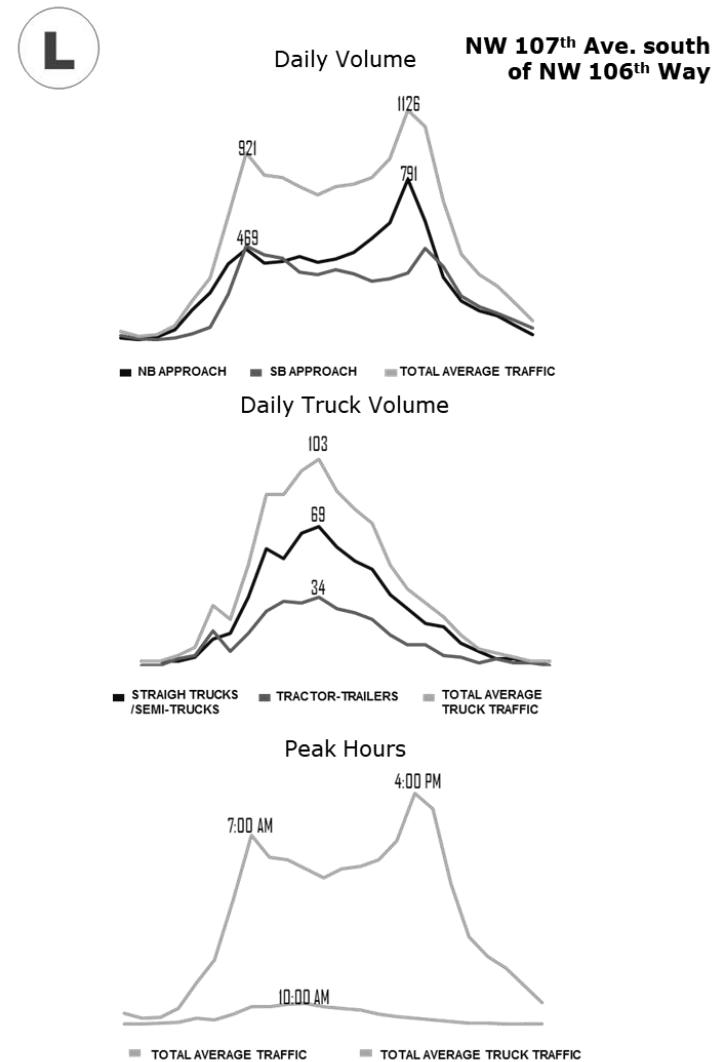 L
NW 107th Ave. south
of NW 106th Way
Daily Volume
1126
921
791
469
NB APPROACH SB APPROACH TOTAL AVERAGE TRAFFIC
Daily Truck Volume
103
69
34
STRAIGH TRUCKS
/SEMI-TRUCKS
TRACTOR-TRAILERS
TOTAL AVERAGE
TRUCK TRAFFIC
Peak Hours
4:00 PM
7:00 AM
10:00 AM
TOTAL AVERAGE TRAFFIC TOTAL AVERAGE TRUCK TRAFFIC